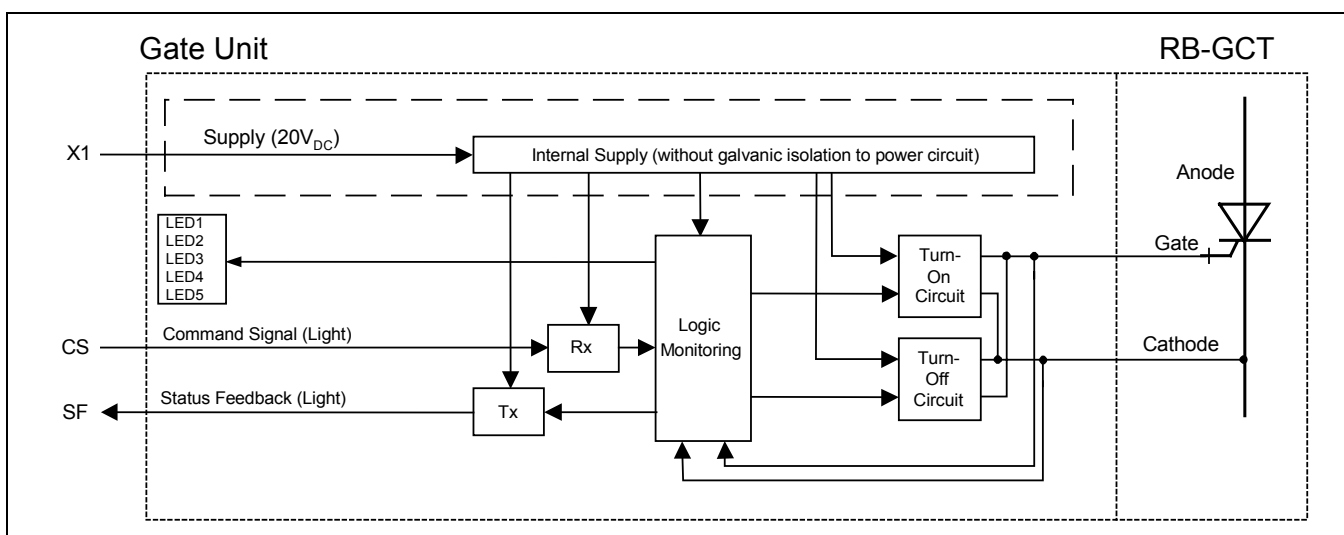 Gate Unit
RB-GCT
X1
Supply (20VDC)
Internal Supply (without galvanic isolation to power circuit)
Anode
LED1
LED2
LED3
LED4
LED5
Gate
Turn-
On
Circuit
Logic
Monitoring
CS
Command Signal (Light)
Rx
Cathode
Turn-
Off
Circuit
SF
Status Feedback (Light)
Tx